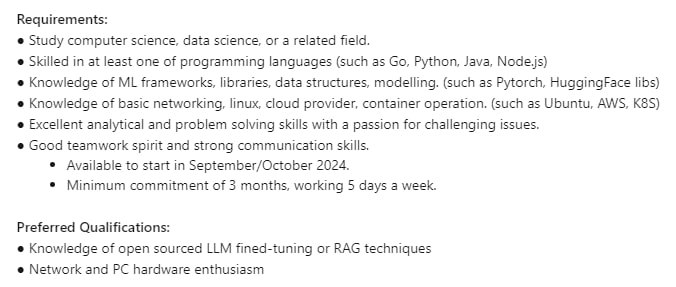 Requirements:
● Study computer science, data science, or a related field.
● Skilled in at least one of programming languages (such as Go, Python, Java, Node.js)
● Knowledge of ML frameworks, libraries, data structures, modelling. (such as Pytorch, HuggingFace libs)
● Knowledge of basic networking, linux, cloud provider, container operation. (such as Ubuntu, AWS, K8S)
● Excellent analytical and problem solving skills with a passion for challenging issues.
● Good teamwork spirit and strong communication skills.
• Available to start in September/October 2024.
• Minimum commitment of 3 months, working 5 days a week.
Preferred Qualifications:
● Knowledge of open sourced LLM fined-tuning or RAG techniques
● Network and PC hardware enthusiasm